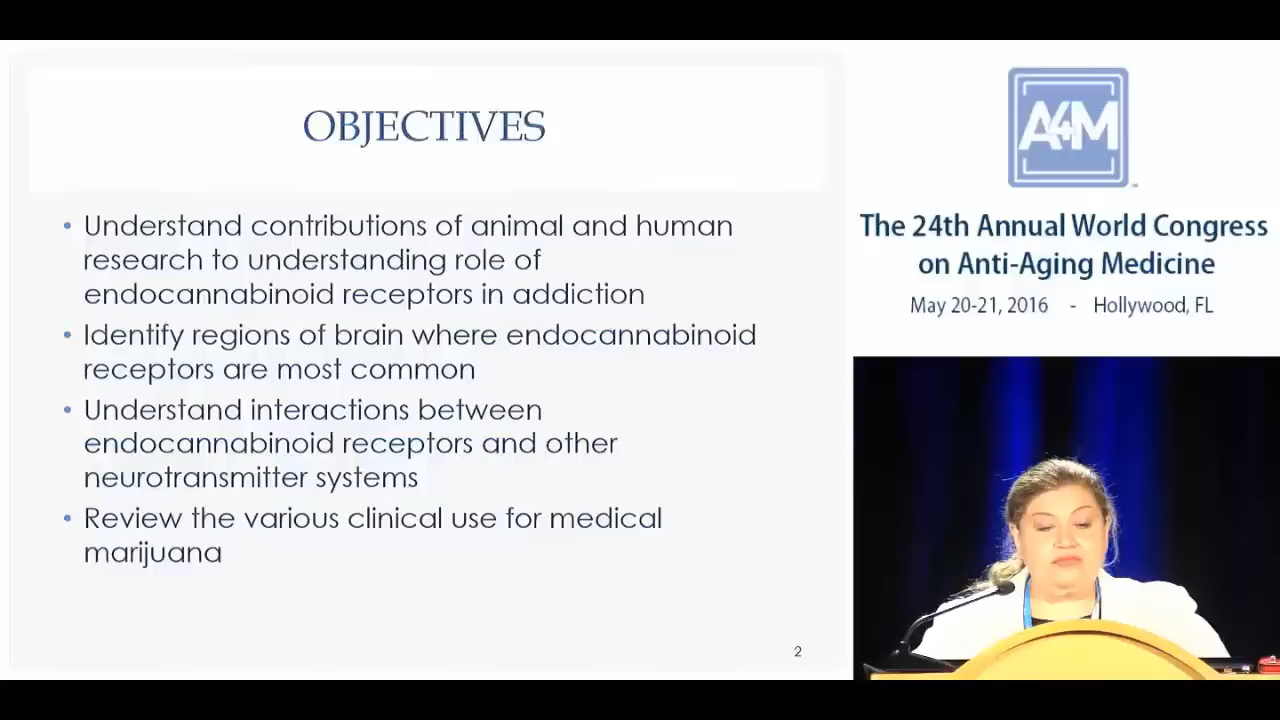 OBJECTIVES
• Understand contributions of animal and human
research to understanding role of
endocannabinoid receptors in addiction
• Identify regions of brain where endocannabinoid
receptors are most common
• Understand interactions between
endocannabinoid receptors and other
neurotransmitter systems
• Review the various clinical use for medical
marijuana
2
A4M
The 24th Annual World Congress
on Anti-Aging Medicine
May 20-21, 2016 - Hollywood, FL